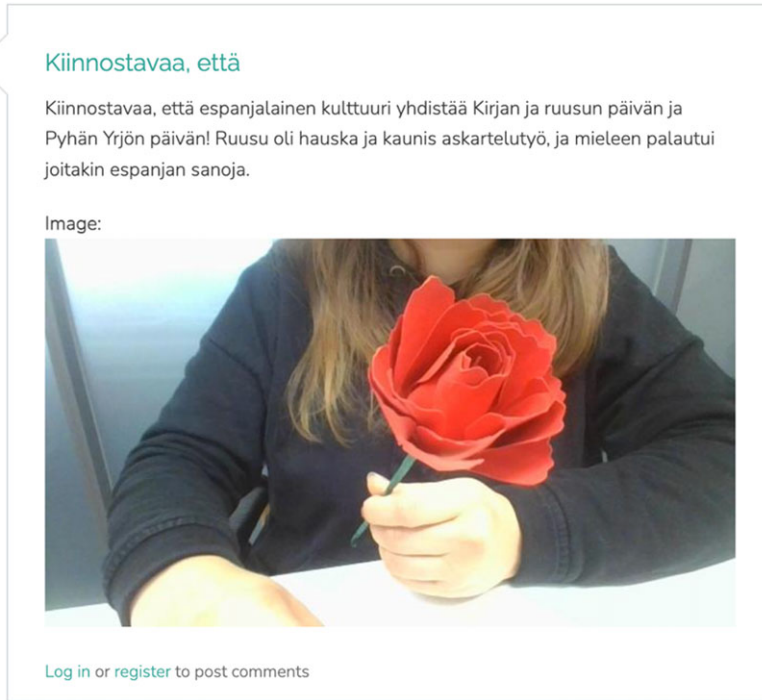 Kiinnostavaa, että
Kiinnostavaa, että espanjalainen kulttuuri yhdistää Kirjan ja ruusun päivän ja
Pyhän Yrjön päivän! Ruusu oli hauska ja kaunis askartelutyö, ja mieleen palautui
joitakin espanjan sanoja.
Image:
Log in or register to post comments